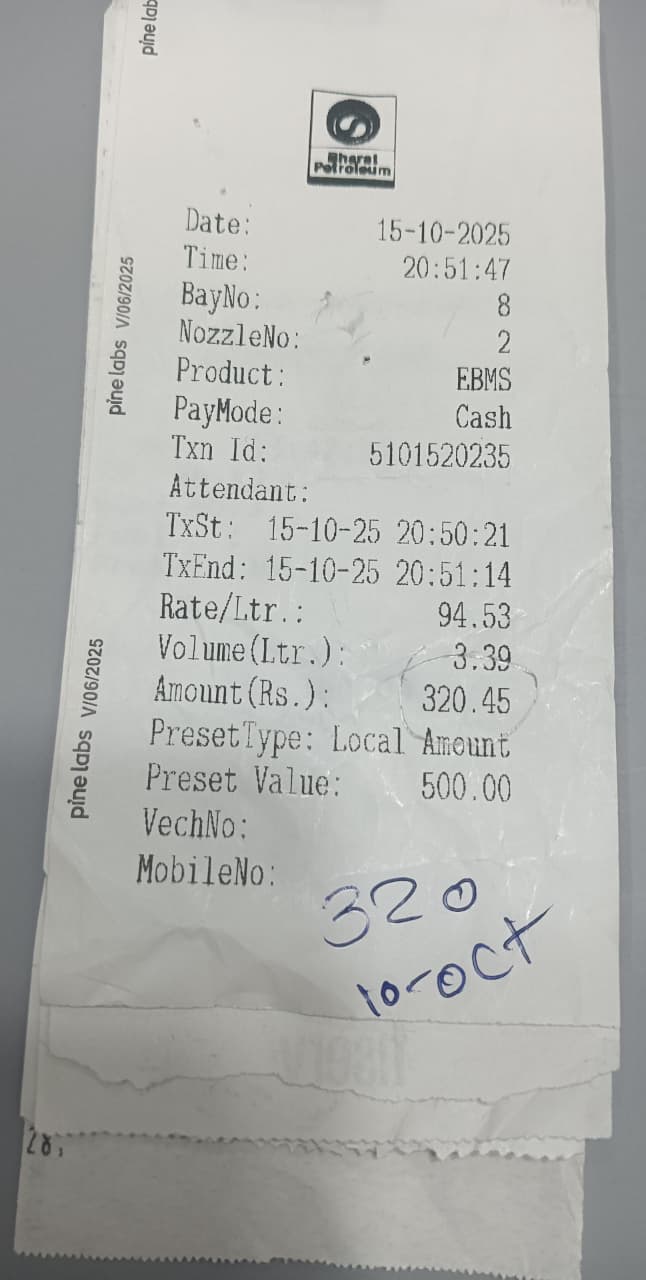 pine labs
Bharat
Petroleum
Date: 15-10-2025
Time: 20:51:47
BayNo: 8
NozzleNo: 2
Product: EBMS
PayMode: Cash
Txn Id: 5101520235
Attendant:
TxSt: 15-10-25 20:50:21
TxEnd: 15-10-25 20:51:14
Rate/Ltr.: 94.53
Volume(Ltr.): 3.39
Amount(Rs.): 320.45
PresetType: Local Amount
Preset Value: 500.00
VechNo:
MobileNo:
320
10-OCT
pine labs V/06/2025
pine labs V/06/2025